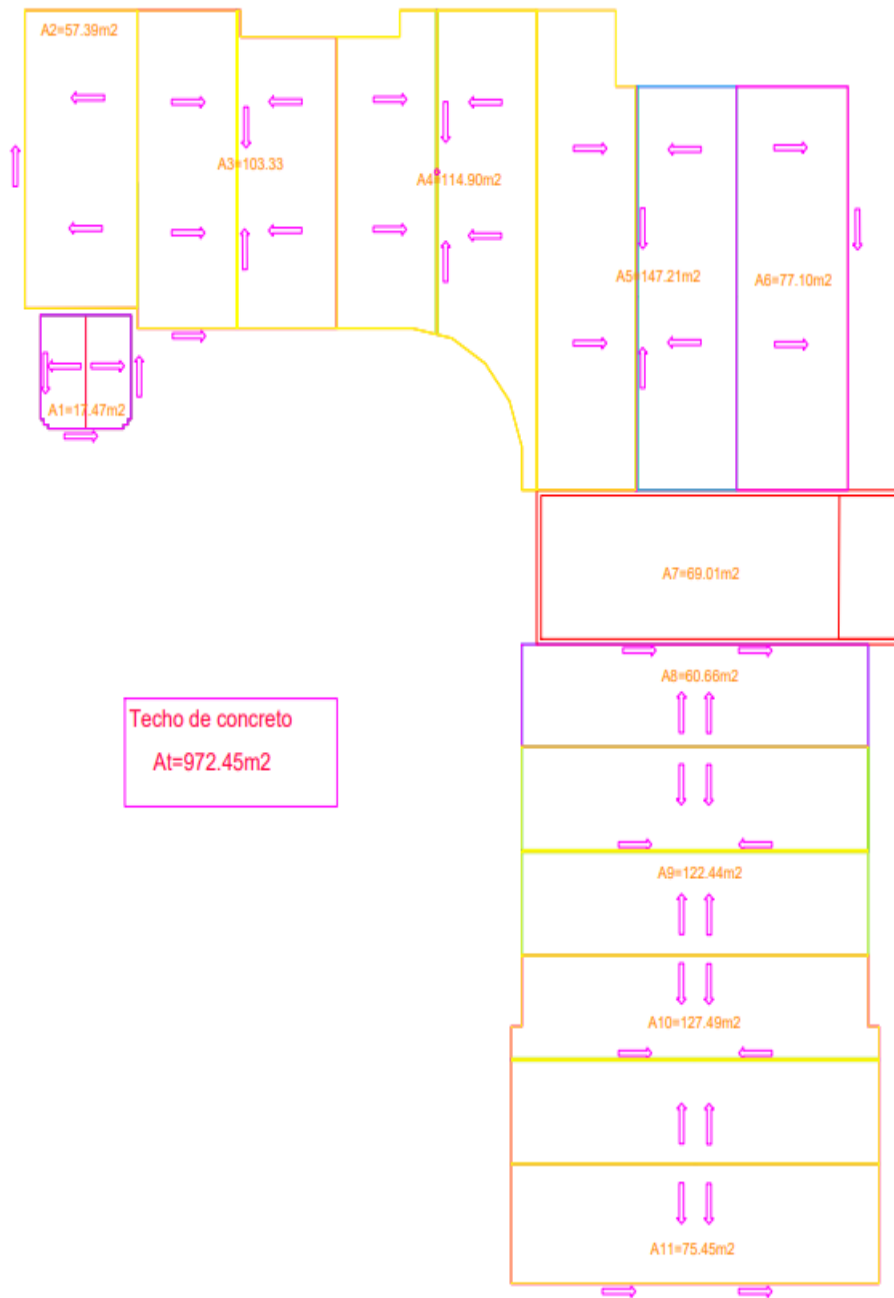 A2=57.39m2
A3=103.33
A4=114.90m2
A5=147.21m2
A6=77.10m2
A1=17.47m2
A7=69.01m2
A8=60.66m2
Techo de concreto
At=972.45m2
A9=122.44m2
A10=127.49m2
A11=75.45m2